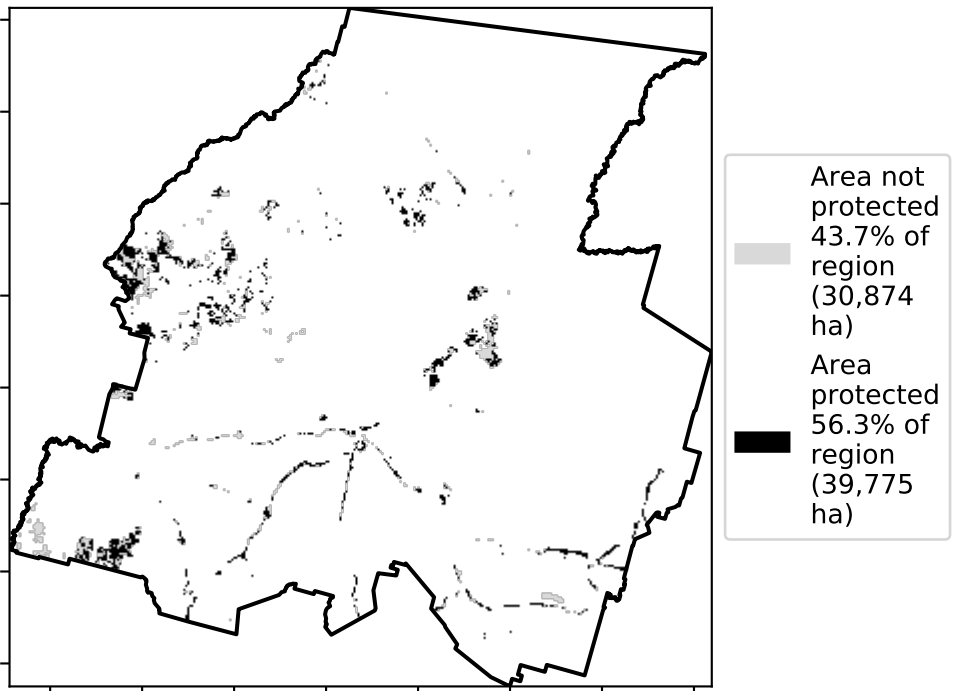 Area not
protected
43.7% of
region
(30,874
ha)
Area
protected
56.3% of
region
(39,775
ha)